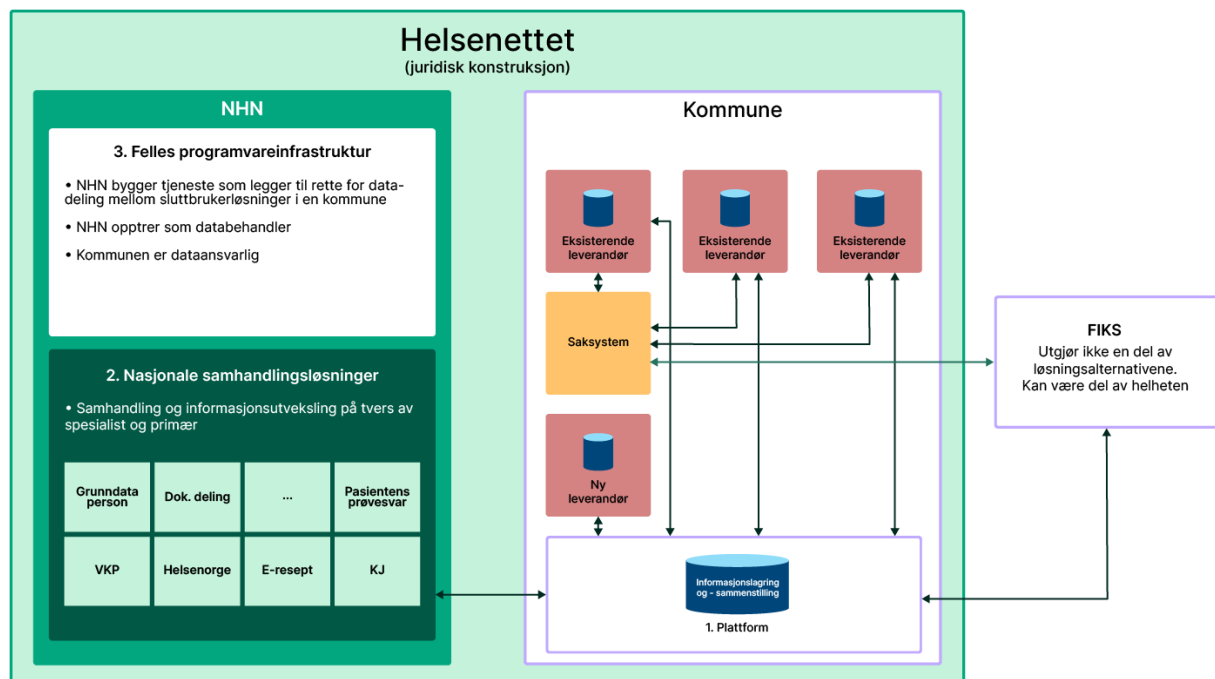 Helsenettet
(juridisk konstruksjon)
NHN
3. Felles programvareinfrastruktur
• NHN bygger tjeneste som legger til rette for data-
deling mellom sluttbrukerløsninger i en kommune
• NHN opptrer som databehandler
• Kommunen er dataansvarlig
2. Nasjonale samhandlingsløsninger
• Samhandling og informasjonsutveksling på tvers av
spesialist og primær
Grunndata
person
Dok. deling
...
Pasientens
prøvesvar
VKP
Helsenorge
E-resept
KJ
Kommune
Eksisterende
leverandør
Eksisterende
leverandør
Eksisterende
leverandør
Saksystem
Ny
leverandør
Informasjonslagring
og - sammenstilling
1. Plattform
FIKS
Utgjør ikke en del av
løsningsalternativene.
Kan være del av helheten